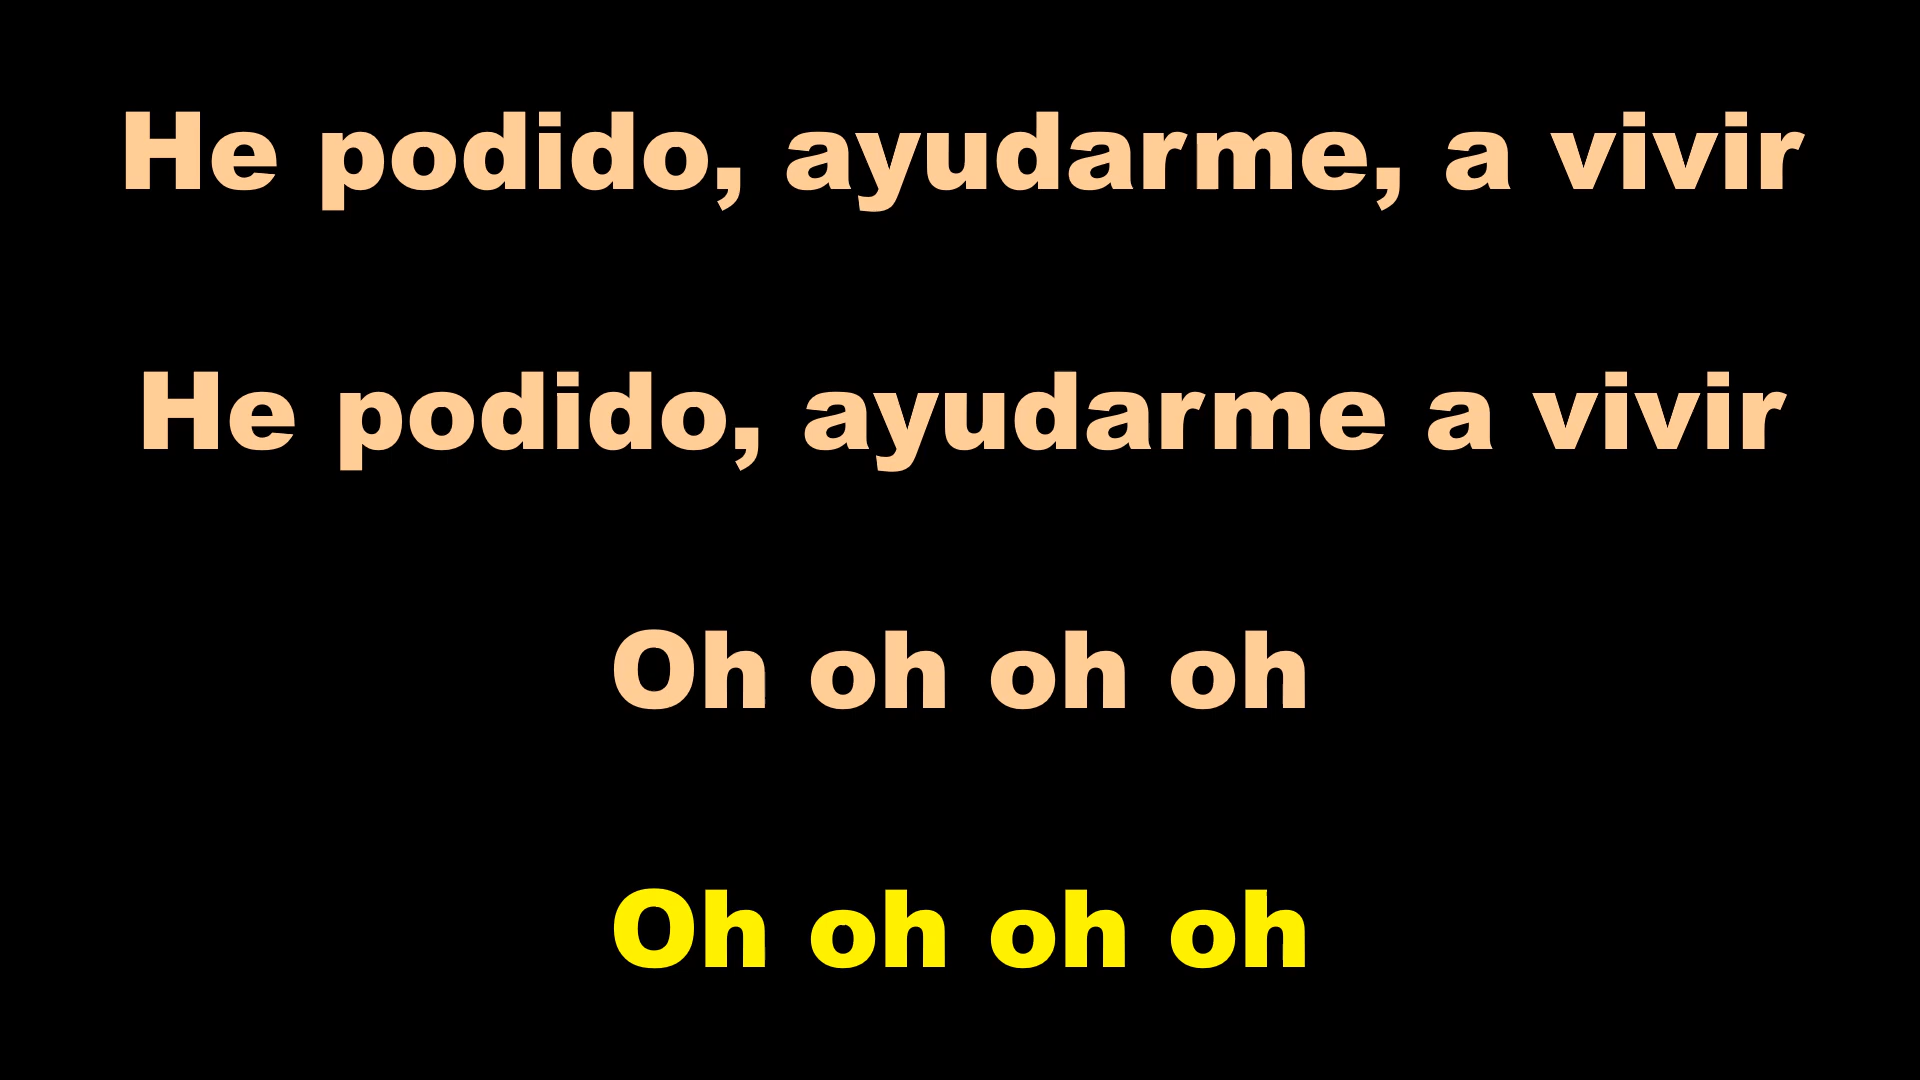 He podido, ayudarme, a vivir
He podido, ayudarme a vivir
Oh oh oh oh
Oh oh oh oh